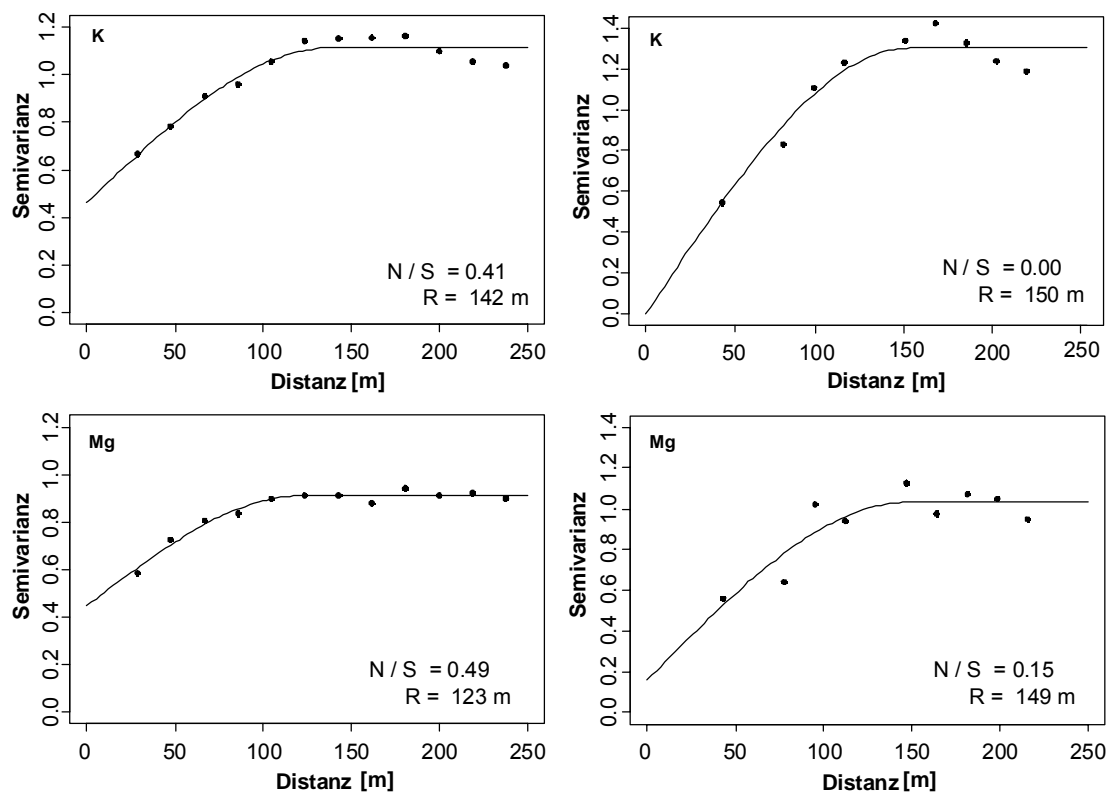 K
Semivarianz
0.0 0.2 0.4 0.6 0.8 1.0 1.2
N / S = 0.41
R = 142 m
0 50 100 150 200 250
Distanz [m]
K
Semivarianz
0.0 0.2 0.4 0.6 0.8 1.0 1.2 1.4
N / S = 0.00
R = 150 m
0 50 100 150 200 250
Distanz [m]
Mg
Semivarianz
0.0 0.2 0.4 0.6 0.8 1.0 1.2
N / S = 0.49
R = 123 m
0 50 100 150 200 250
Distanz [m]
Mg
Semivarianz
0.0 0.2 0.4 0.6 0.8 1.0 1.2 1.4
N / S = 0.15
R = 149 m
0 50 100 150 200 250
Distanz [m]